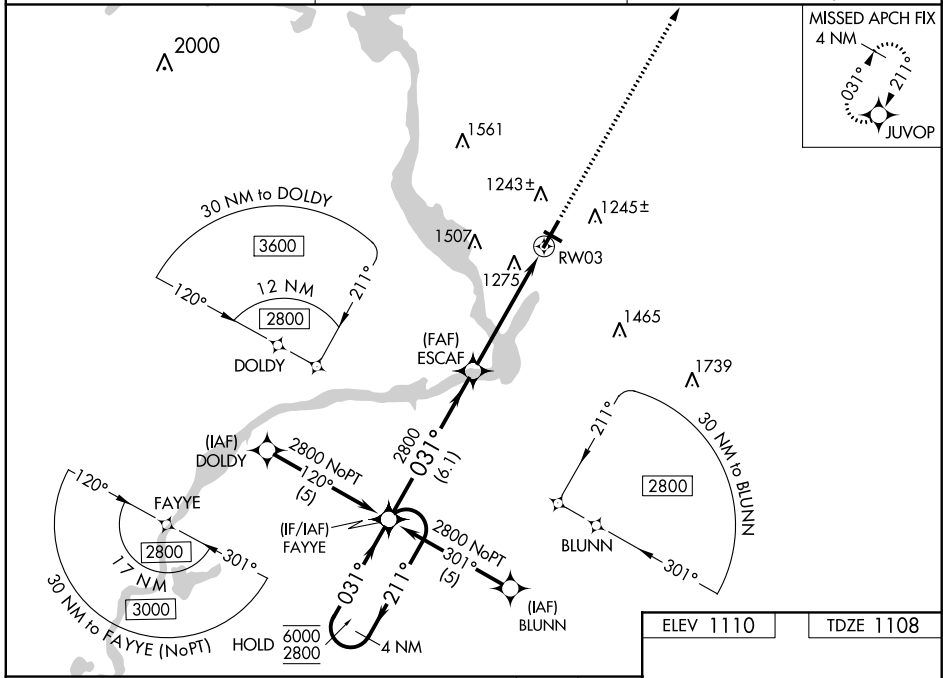 MISSED APCH FIX
4 NM
031°
211°
JUVOP
2000
1561
1243±
1245±
1507
1275
RW03
30 NM to DOLDY
3600
211°
12 NM
120°
2800
DOLDY
1465
1739
(FAF)
ESCAF
2800
031°
(6.1)
(IAF)
DOLDY
2800 NoPT
120°
(5)
211°
30 NM to BLUNN
2800
BLUNN
301°
120°
FAYYE
2800
301°
17 NM
3000
30 NM to FAYYE (NoPT)
(IF/IAF)
FAYYE
2800 NoPT
301°
(5)
(IAF)
BLUNN
031°
211°
HOLD
6000
2800
4 NM
ELEV 1110
TDZE 1108